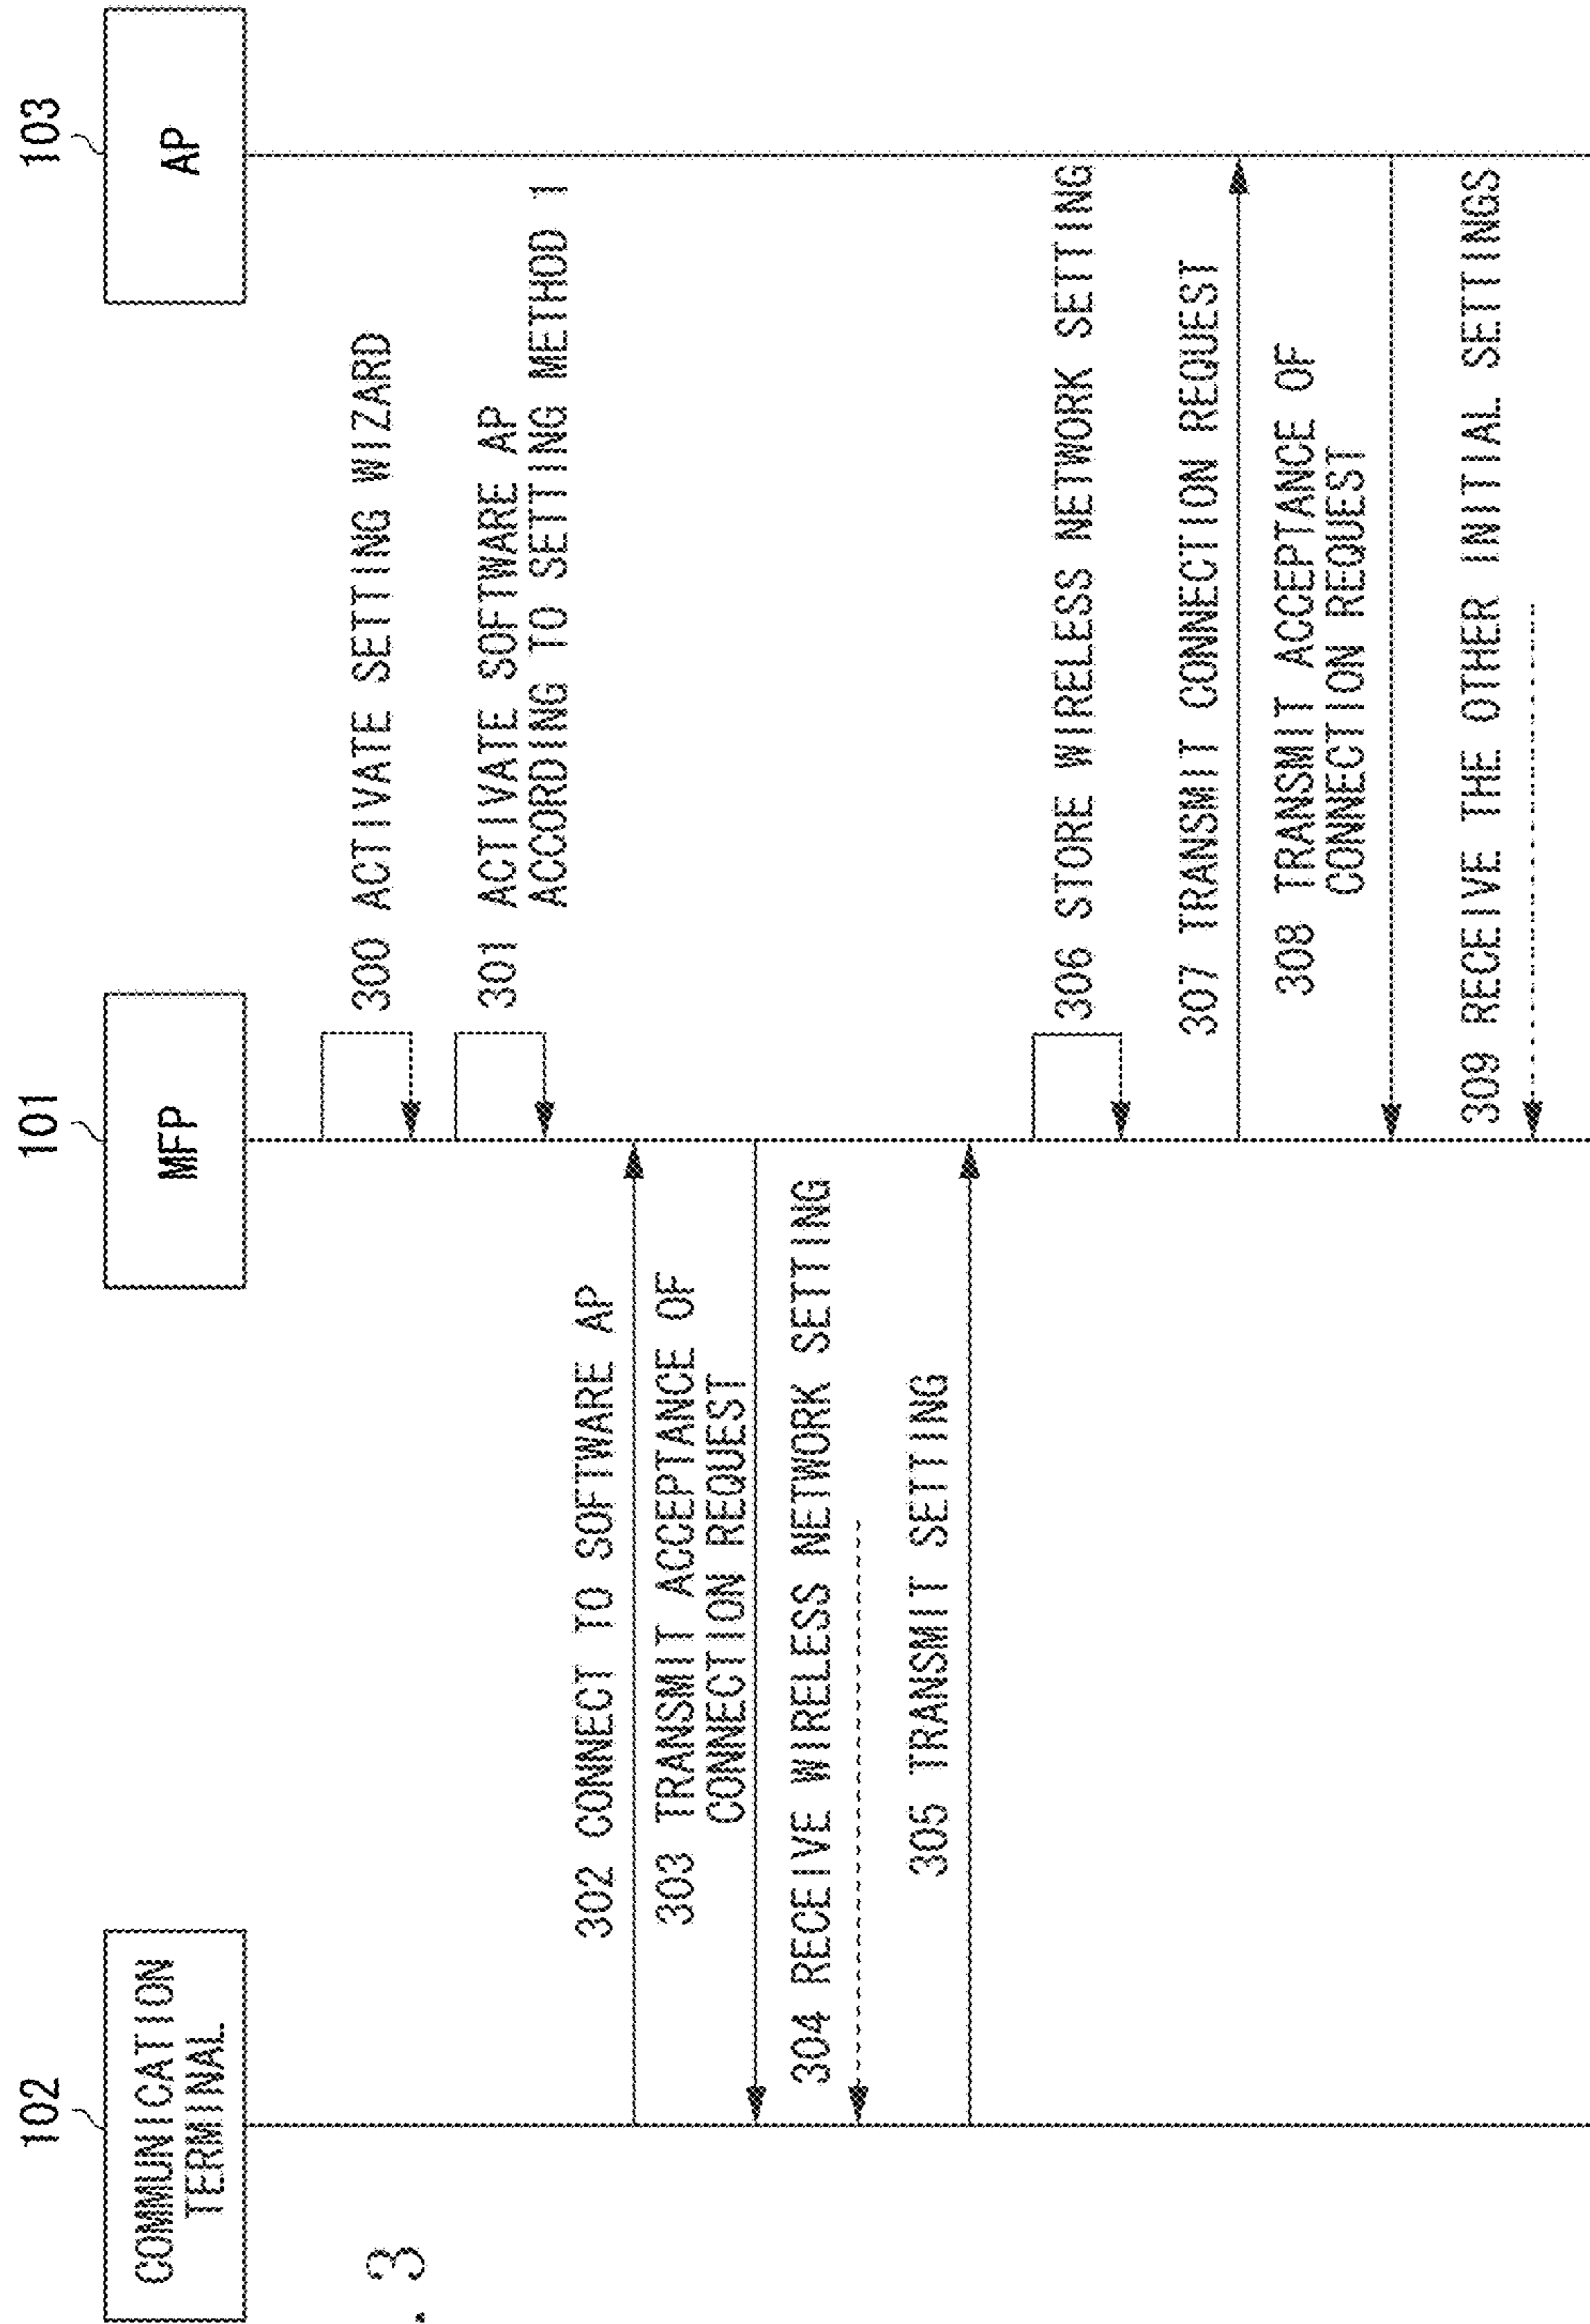 102
COMMUNICATION
TERMINAL
101
MFP
103
AP
300 ACTIVATE SETTING WIZARD
301 ACTIVATE SOFTWARE AP
ACCORDING TO SETTING METHOD 1
302 CONNECT TO SOFTWARE AP
303 TRANSMIT ACCEPTANCE OF
CONNECTION REQUEST
304 RECEIVE WIRELESS NETWORK SETTING
305 TRANSMIT SETTING
306 STORE WIRELESS NETWORK SETTING
307 TRANSMIT CONNECTION REQUEST
308 TRANSMIT ACCEPTANCE OF
CONNECTION REQUEST
309 RECEIVE THE OTHER INITIAL SETTINGS
. 3